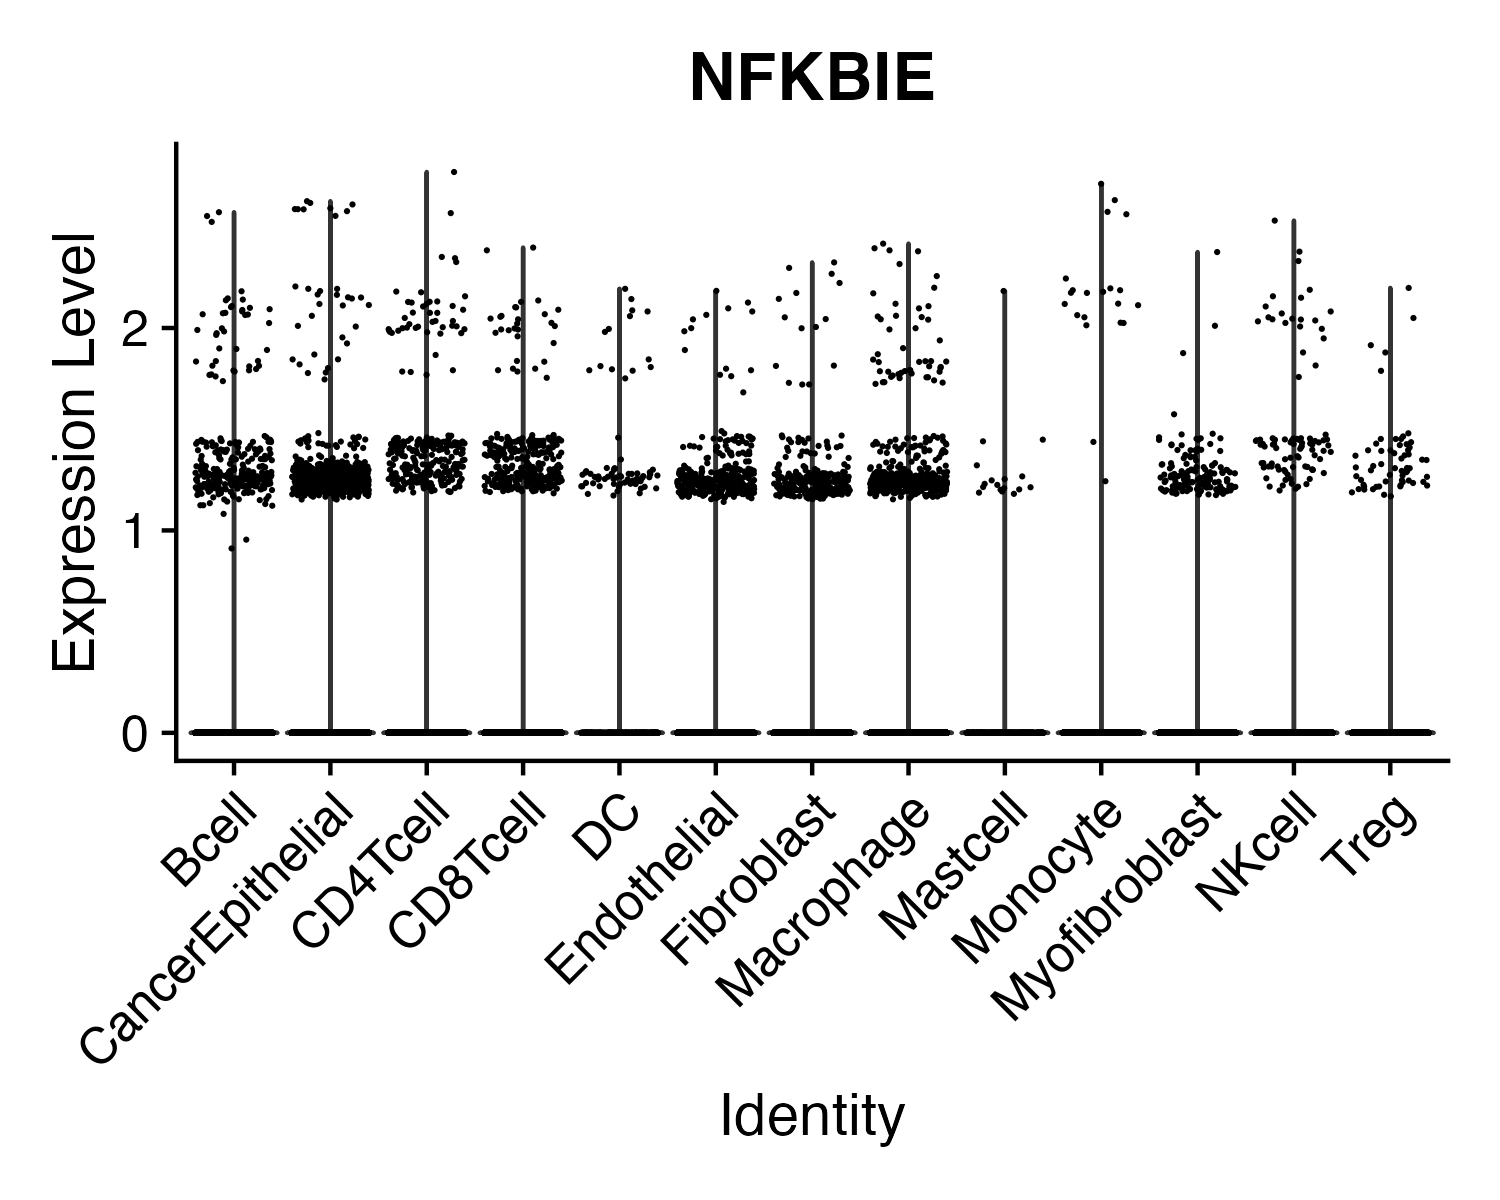 NFKBIE
Expression Level
2
1
0
Bcell
CancerEpithelial
CD4Tcell
CD8Tcell
DC
Endothelial
Fibroblast
Macrophage
Mastcell
Monocyte
Myofibroblast
NKcell
Treg
Identity